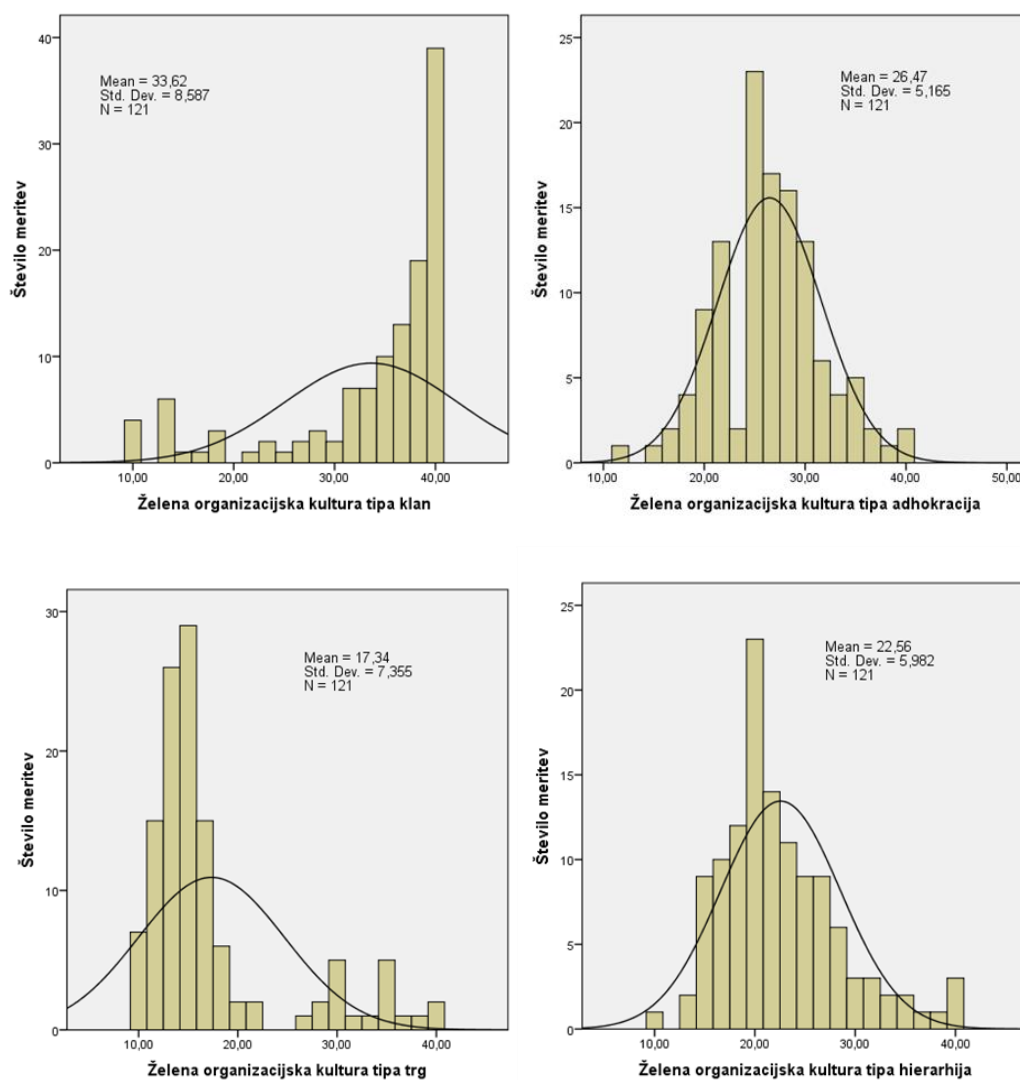 40
30
20
10
0
Število meritev
Mean = 33,62
Std. Dev. = 8,587
N = 121
10,00 20,00 30,00 40,00
Želena organizacijska kultura tipa klan
25
20
15
10
5
0
Število meritev
Mean = 26,47
Std. Dev. = 5,165
N = 121
10,00 20,00 30,00 40,00 50,00
Želena organizacijska kultura tipa adhokracija
30
20
10
0
Število meritev
Mean = 17,34
Std. Dev. = 7,355
N = 121
10,00 20,00 30,00 40,00
Želena organizacijska kultura tipa trg
25
20
15
10
5
0
Število meritev
Mean = 22,56
Std. Dev. = 5,982
N = 121
10,00 20,00 30,00 40,00
Želena organizacijska kultura tipa hierarhija